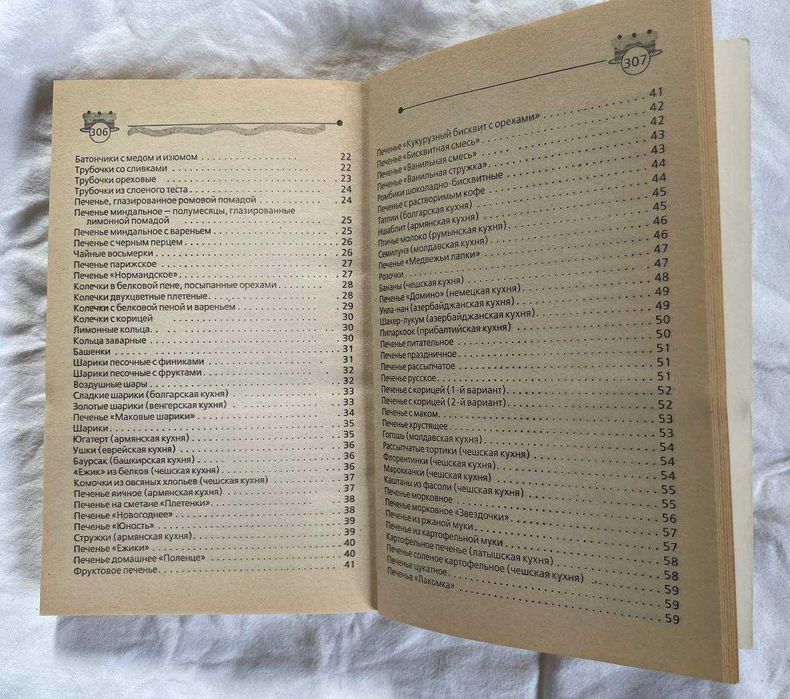 306
Батончики с медом и изюмом 22
Трубочки со сливками 22
Трубочки ореховые 23
Трубочки из слоеного теста 24
Печенье, глазированное ромовой помадой 24
Печенье миндальное — полумесяцы, глазированные
лимонной помадой 25
Печенье миндальное с вареньем 25
Печенье с черным перцем 26
Чайные восьмерки 26
Печенье парижское 27
Печенье «Нормандское» 27
Колечки в белковой пене, посыпанные орехами 28
Колечки двухцветные плетеные 28
Колечки с белковой пеной и вареньем 29
Колечки с корицей 30
Лимонные кольца 30
Кольца заварные 30
Башенки 31
Шарики песочные с финиками 31
Шарики песочные с фруктами 32
Воздушные шары 32
Сладкие шарики (болгарская кухня) 33
Золотые шарики (венгерская кухня) 33
Печенье «Маковые шарики» 34
Шарики 35
Югатерт (армянская кухня) 35
Ушки (еврейская кухня) 36
Баурсак (башкирская кухня) 36
«Ежик» из белков (чешская кухня) 36
Комочки из овсяных хлопьев (чешская кухня) 37
Печенье яичное (армянская кухня) 37
Печенье на сметане «Плетенки» 38
Печенье «Новогоднее» 38
Печенье «Юность» 39
Стружки (армянская кухня) 39
Печенье «Ежики» 40
Печенье домашнее «Поленце» 40
Фруктовое печенье 41
307
Печенье «Кукурузный бисквит с орехами» 41
Печенье «Бисквитная смесь» 42
Печенье «Ванильная смесь» 42
Печенье «Ванильная стружка» 43
Ромбики шоколадно-бисквитные 43
Печенье с растворимым кофе 44
Татлии (болгарская кухня) 44
Ншаблит (армянская кухня) 45
Птичье молоко (румынская кухня) 45
Семилунэ (молдавская кухня) 46
Печенье «Медвежьи лапки» 46
Розочки 47
Бананы (чешская кухня) 47
Печенье «Домино» (немецкая кухня) 48
Унла-нан (азербайджанская кухня) 49
Шакер-лукум (азербайджанская кухня) 49
Пипаркоок (прибалтийская кухня) 50
Печенье питательное 50
Печенье праздничное 51
Печенье рассыпчатое 51
Печенье русское 51
Печенье с корицей (1-й вариант) 52
Печенье с корицей (2-й вариант) 52
Печенье с маком 53
Печенье хрустящее 53
Гогошь (молдавская кухня) 54
Рассыпчатые тортики (чешская кухня) 54
Флорентинки (чешская кухня) 54
Марокканки (чешская кухня) 55
Каштаны из фасоли (чешская кухня) 55
Печенье морковное 56
Печенье морковное «Звездочки» 57
Печенье из ржаной муки 57
Печенье из картофельной муки 58
Картофельное печенье (латышская кухня) 58
Печенье соленое картофельное (чешская кухня) 59
Печенье цукатное 59
Печенье «Лакомка» 59